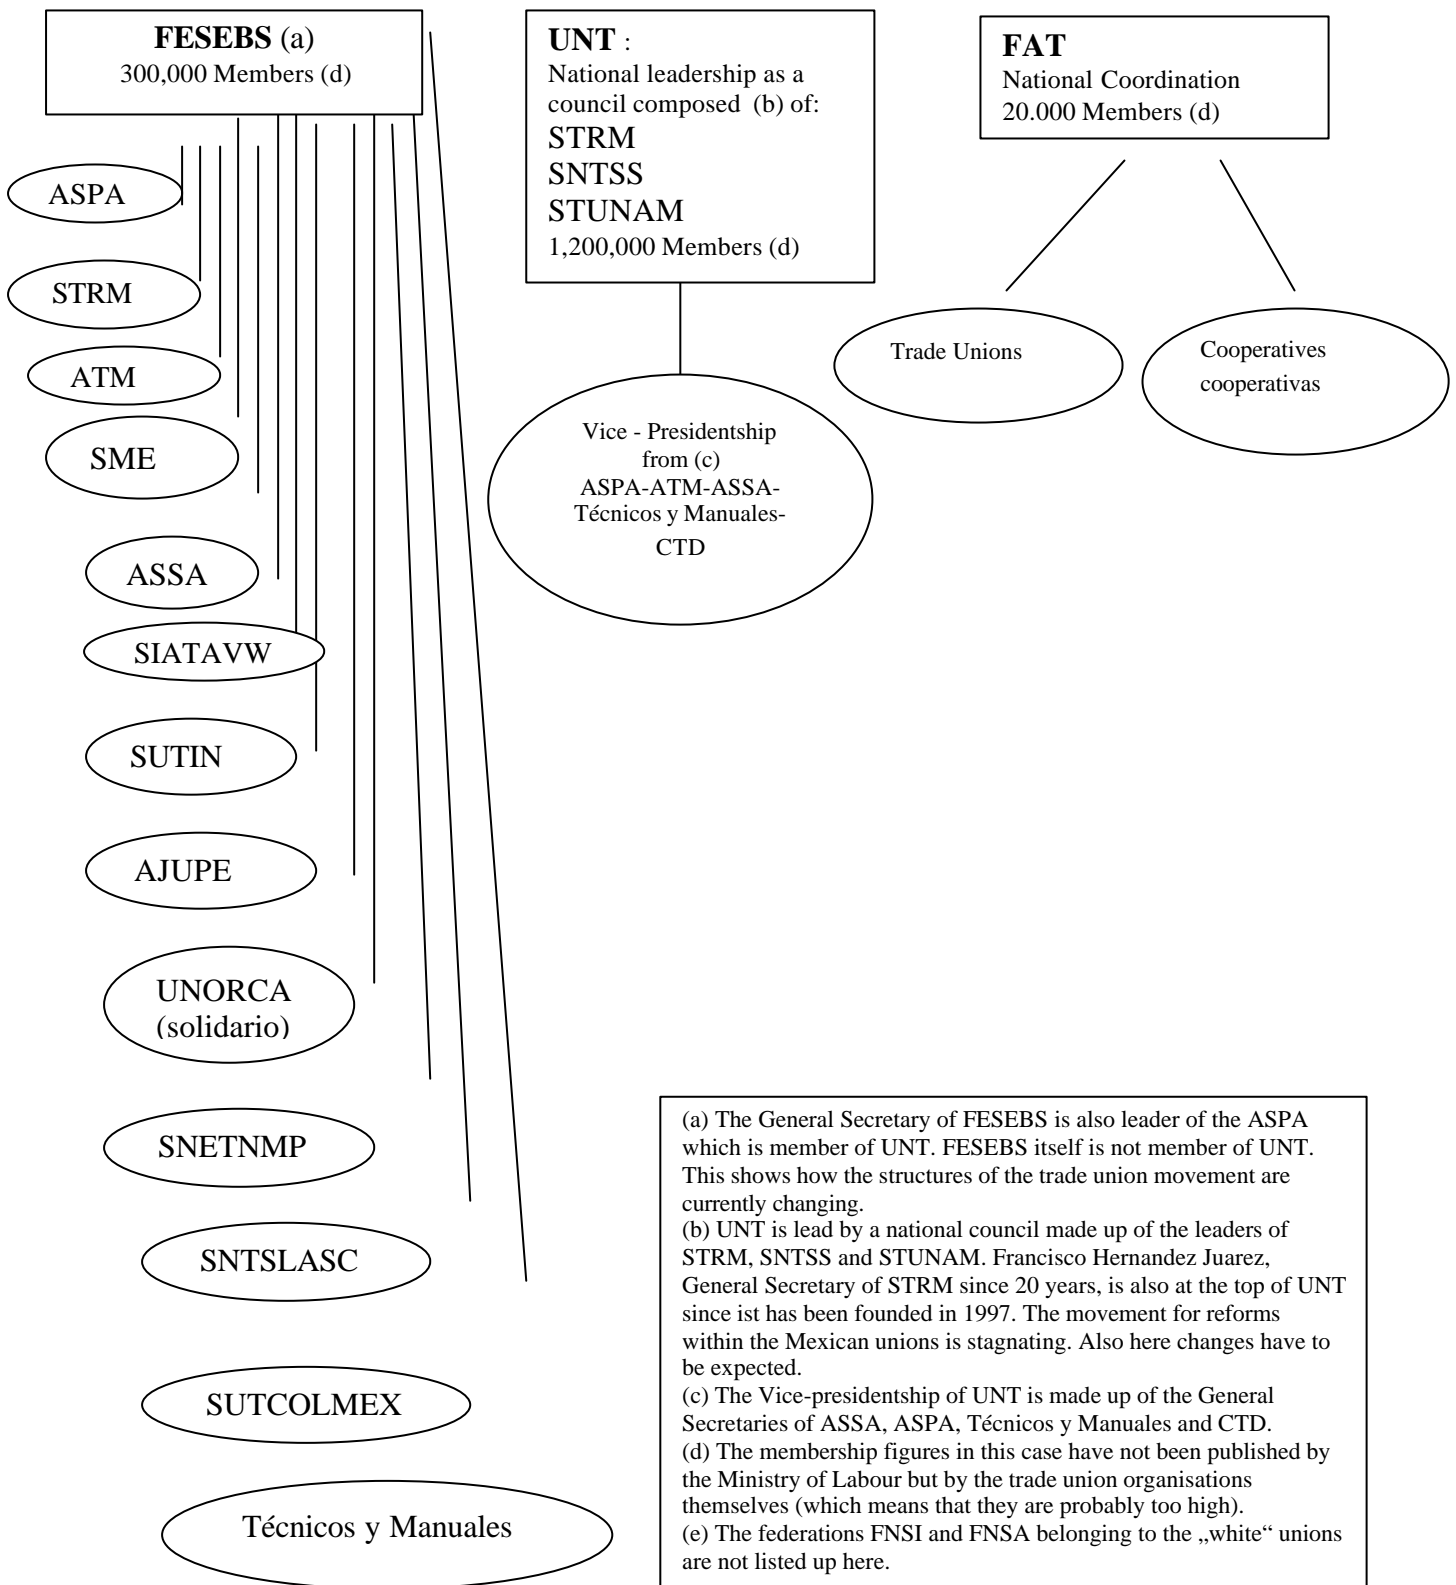 FESEBS (a)
300,000 Members (d)
ASPA
STRM
ATM
SME
ASSA
SIATAVW
SUTIN
AJUPE
UNORCA
(solidario)
SNETNMP
SNTSLASC
SUTCOLMEX
Técnicos y Manuales
UNT :
National leadership as a
council composed (b) of:
STRM
SNTSS
STUNAM
1,200,000 Members (d)
Vice - Presidentship
from (c)
ASPA-ATM-ASSA-
Técnicos y Manuales-
CTD
FAT
National Coordination
20.000 Members (d)
Trade Unions
Cooperatives
cooperativas
(a) The General Secretary of FESEBS is also leader of the ASPA
which is member of UNT. FESEBS itself is not member of UNT.
This shows how the structures of the trade union movement are
currently changing.
(b) UNT is lead by a national council made up of the leaders of
STRM, SNTSS and STUNAM. Francisco Hernandez Juarez,
General Secretary of STRM since 20 years, is also at the top of UNT
since ist has been founded in 1997. The movement for reforms
within the Mexican unions is stagnating. Also here changes have to
be expected.
(c) The Vice-presidentship of UNT is made up of the General
Secretaries of ASSA, ASPA, Técnicos y Manuales and CTD.
(d) The membership figures in this case have not been published by
the Ministry of Labour but by the trade union organisations
themselves (which means that they are probably too high).
(e) The federations FNSI and FNSA belonging to the „white“ unions
are not listed up here.